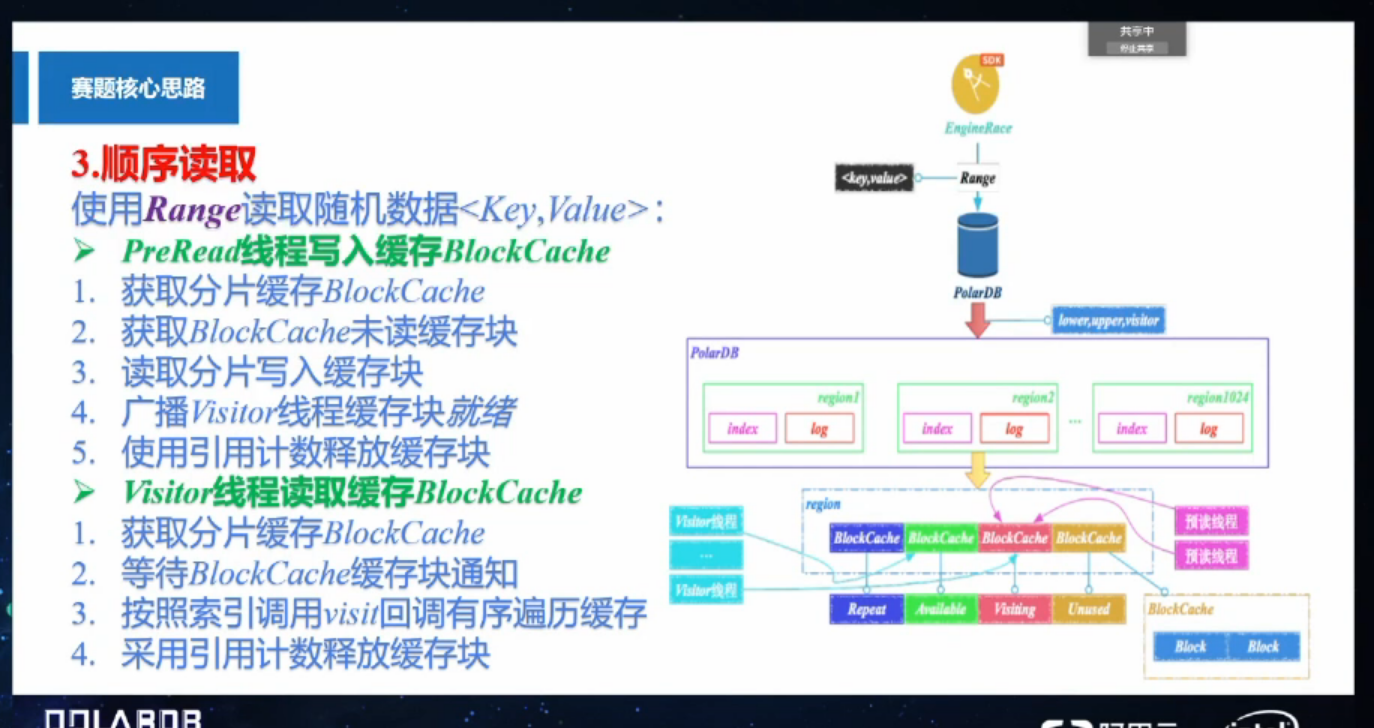 共享中
停止共享
赛题核心思路
3.顺序读取
使用Range读取随机数据<Key,Value>：
➢ PreRead线程写入缓存BlockCache
1. 获取分片缓存BlockCache
2. 获取BlockCache未读缓存块
3. 读取分片写入缓存块
4. 广播Visitor线程缓存块就绪
5. 使用引用计数释放缓存块
➢ Visitor线程读取缓存BlockCache
1. 获取分片缓存BlockCache
2. 等待BlockCache缓存块通知
3. 按照索引调用visit回调有序遍历缓存
4. 采用引用计数释放缓存块
SDK
EngineRace
<key,value>
Range
PolarDB
lower,upper,visitor
PolarDB
region1
index log
region2
index log
...
region1024
index log
region
BlockCache BlockCache BlockCache BlockCache
Visitor线程
...
Visitor线程
预读线程
预读线程
Repeat Available Visiting Unused
BlockCache
Block Block
POLARDB
阿里云
intel